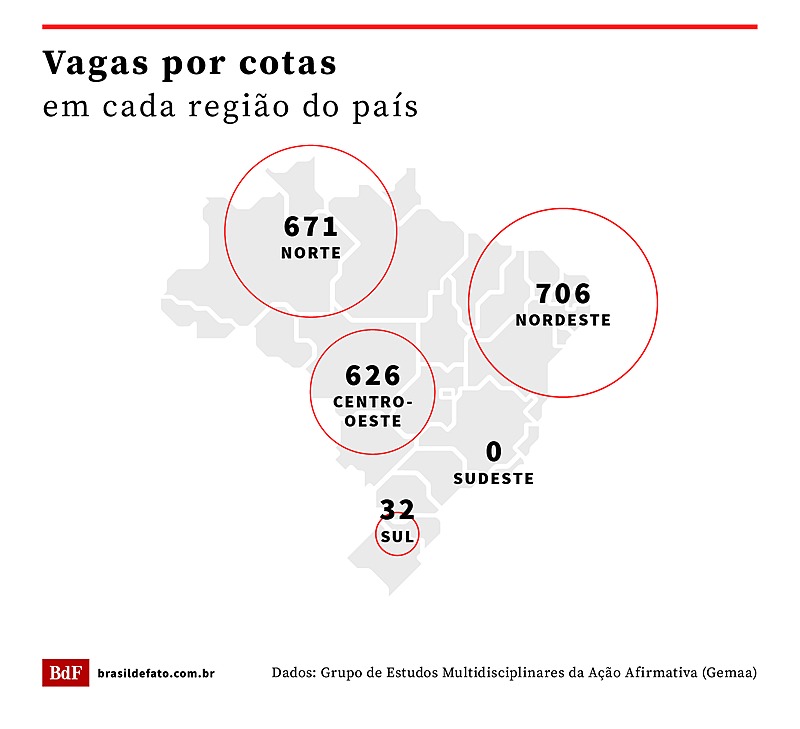 Vagas por cotas
em cada região do país
671
NORTE
706
NORDESTE
626
CENTRO-
OESTE
0
SUDESTE
32
SUL
BdF brasildefato.com.br
Dados: Grupo de Estudos Multidisciplinares da Ação Afirmativa (Gemaa)